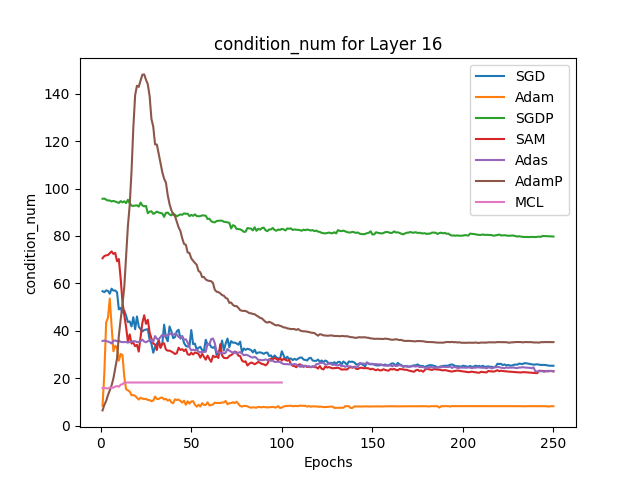 condition_num for Layer 16
condition_num
140
120
100
80
60
40
20
0
SGD
Adam
SGDP
SAM
Adas
AdamP
MCL
0 50 100 150 200 250
Epochs